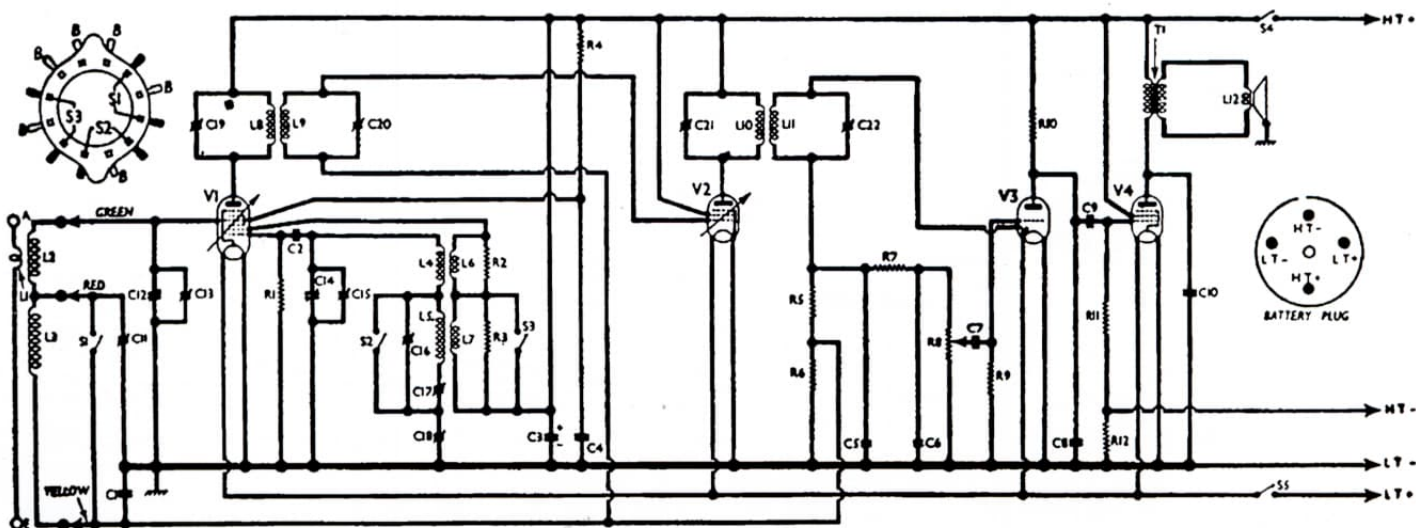 B B B B B B
S1
S3
S2
V1
C19
L8
L9
C20
R4
C21
L10
L11
C22
V2
R10
V3
V4
T1
S4
HT+
L12
A
GREEN
L2
L1
RED
L3
S1
C11
C12
C13
R1
C2
C14
C15
L4
L6
R2
L5
L7
R3
S2
C16
S3
C17
C18
C3
+
-
C4
R5
R6
R7
R8
C5
C6
C7
R9
C8
C9
R11
R12
C10
HT-
LT-
LT+
HT+
BATTERY PLUG
HT-
LT-
S5
LT+
YELLOW
E